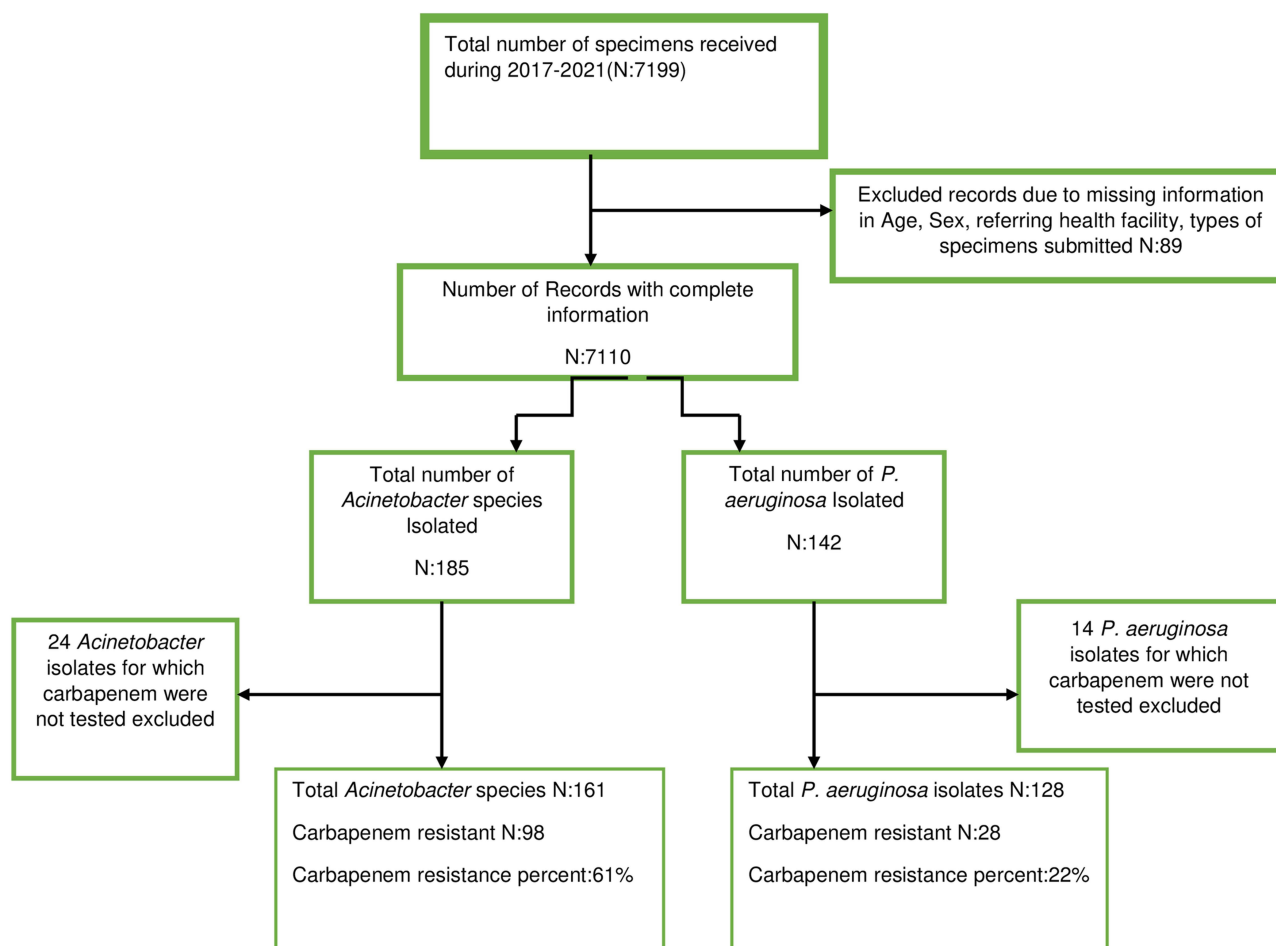 Total number of specimens received
during 2017-2021(N:7199)
Excluded records due to missing information
in Age, Sex, referring health facility, types of
specimens submitted N:89
Number of Records with complete
information
N:7110
Total number of
Acinetobacter species
Isolated
N:185
Total number of P.
aeruginosa Isolated
N:142
24 Acinetobacter
isolates for which
carbapenem were
not tested excluded
14 P. aeruginosa
isolates for which
carbapenem were not
tested excluded
Total Acinetobacter species N:161
Carbapenem resistant N:98
Carbapenem resistance percent:61%
Total P. aeruginosa isolates N:128
Carbapenem resistant N:28
Carbapenem resistance percent:22%